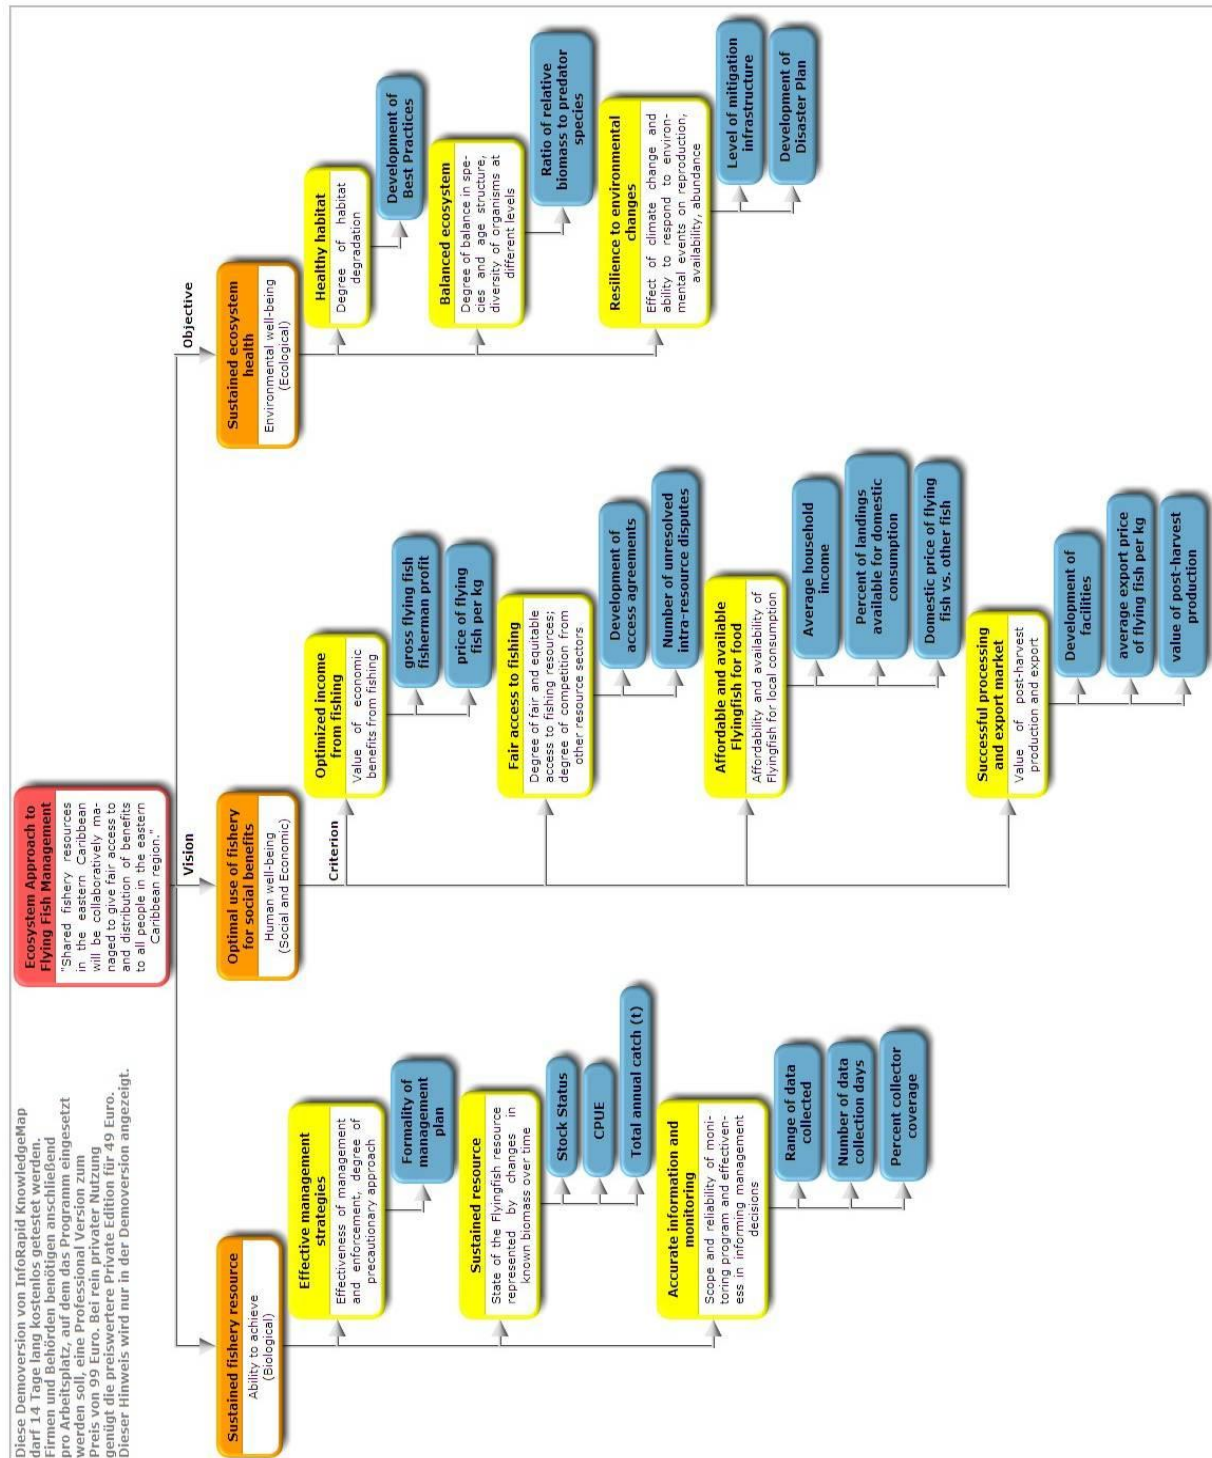 Diese Demoversion von InfoRapid KnowledgeMap
darf 14 Tage lang kostenlos getestet werden.
Firmen und Behörden benötigen anschließend
pro Arbeitsplatz, auf dem das Programm eingesetzt
werden soll, eine Professional Version zum
Preis von 99 Euro. Bei rein privater Nutzung
genügt die preiswertere Private Edition für 49 Euro.
Dieser Hinweis wird nur in der Demoversion angezeigt.
Ecosystem Approach to
Flying Fish Management
"Shared fishery resources
in the eastern Caribbean
will be collaboratively ma-
naged to give fair access to
and distribution of benefits
to all people in the eastern
Caribbean region."
Vision
Objective
Sustained fishery resource
Ability to achieve
(Biological)
Effective management
strategies
Effectiveness of management
and enforcement, degree of
precautionary approach
Formality of
management
plan
Sustained resource
State of the Flyingfish resource
represented by changes in
known biomass over time
Stock Status
CPUE
Total annual catch (t)
Accurate information and
monitoring
Scope and reliability of moni-
toring program and effectiven-
ess in informing management
decisions
Range of data
collected
Number of data
collection days
Percent collector
coverage
Optimal use of fishery
for social benefits
Human well-being
(Social and Economic)
Criterion
Optimized income
from fishing
Value of economic
benefits from fishing
gross flying fish
fisherman profit
price of flying
fish per kg
Fair access to fishing
Degree of fair and equitable
access to fishing resources;
degree of competition from
other resource sectors
Development of
access agreements
Number of unresolved
intra-resource disputes
Affordable and available
Flyingfish for food
Affordability and availability of
Flyingfish for local consumption
Average household
income
Percent of landings
available for domestic
consumption
Domestic price of flying
fish vs. other fish
Successful processing
and export market
Value of post-harvest
production and export
Development of
facilities
average export price
of flying fish per kg
value of post-harvest
production
Sustained ecosystem
health
Environmental well-being
(Ecological)
Healthy habitat
Degree of habitat
degradation
Development of
Best Practices
Balanced ecosystem
Degree of balance in spe-
cies and age structure,
diversity of organisms at
different levels
Ratio of relative
biomass to predator
species
Resilience to environmental
changes
Effect of climate change and
ability to respond to environ-
mental events on reproduction,
availability, abundance
Level of mitigation
infrastructure
Development of
Disaster Plan